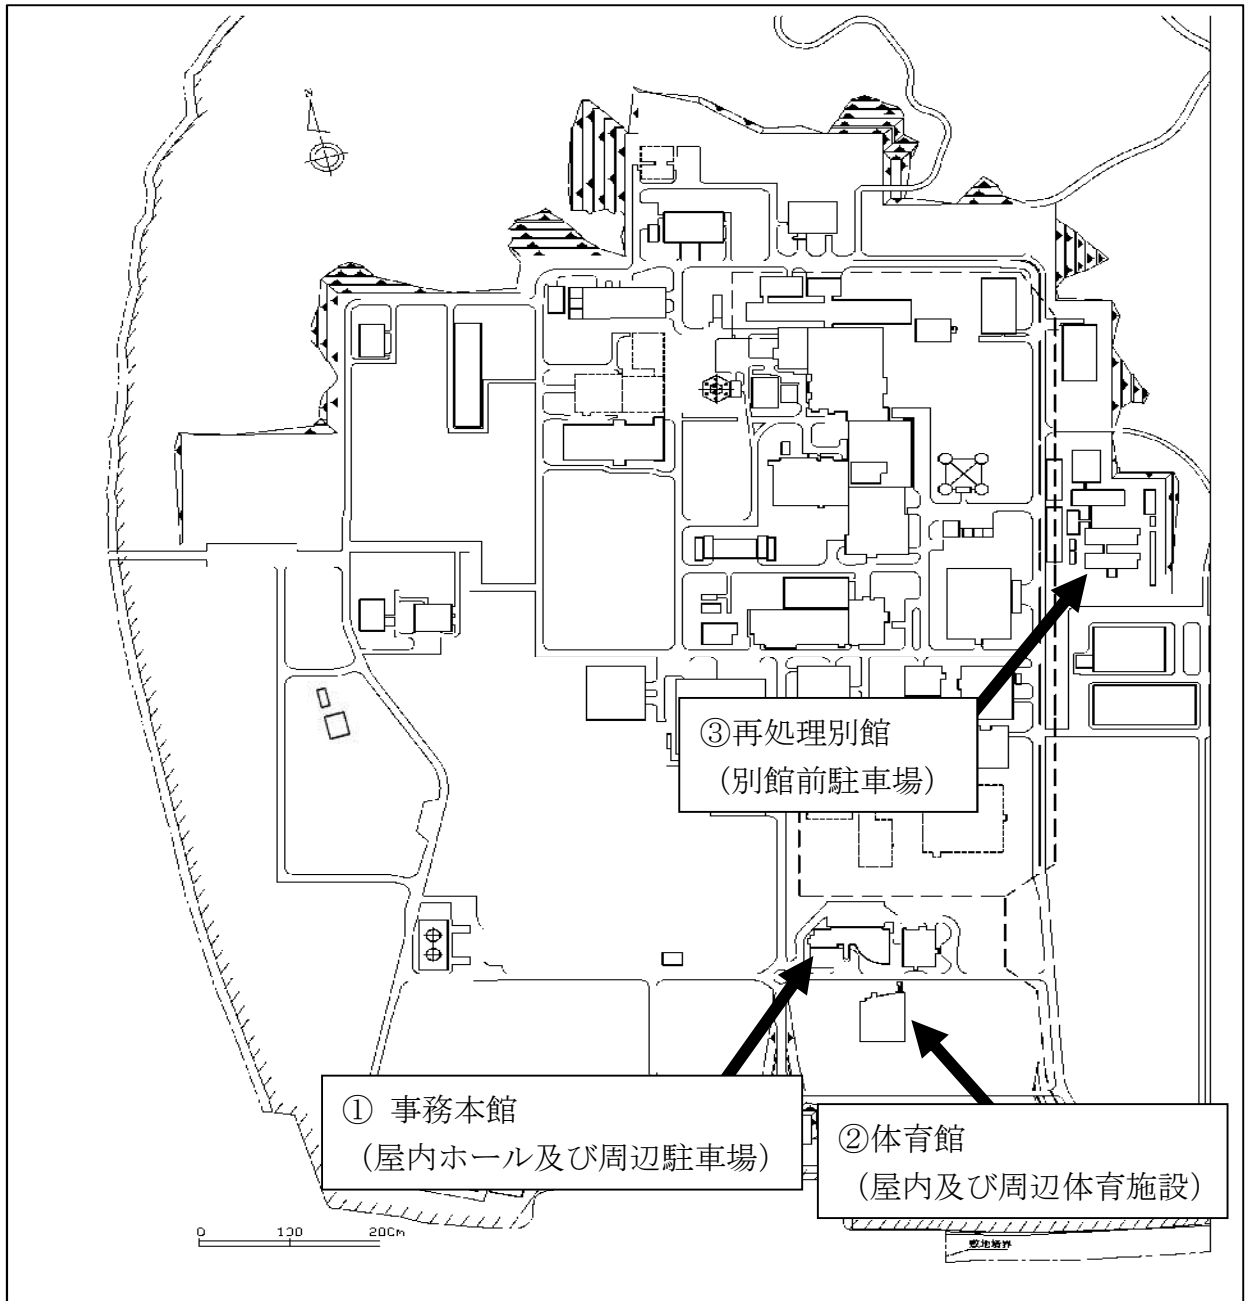 N
③再処理別館
（別館前駐車場）
① 事務本館
（屋内ホール及び周辺駐車場）
②体育館
（屋内及び周辺体育施設）
0 100 200m
敷地境界